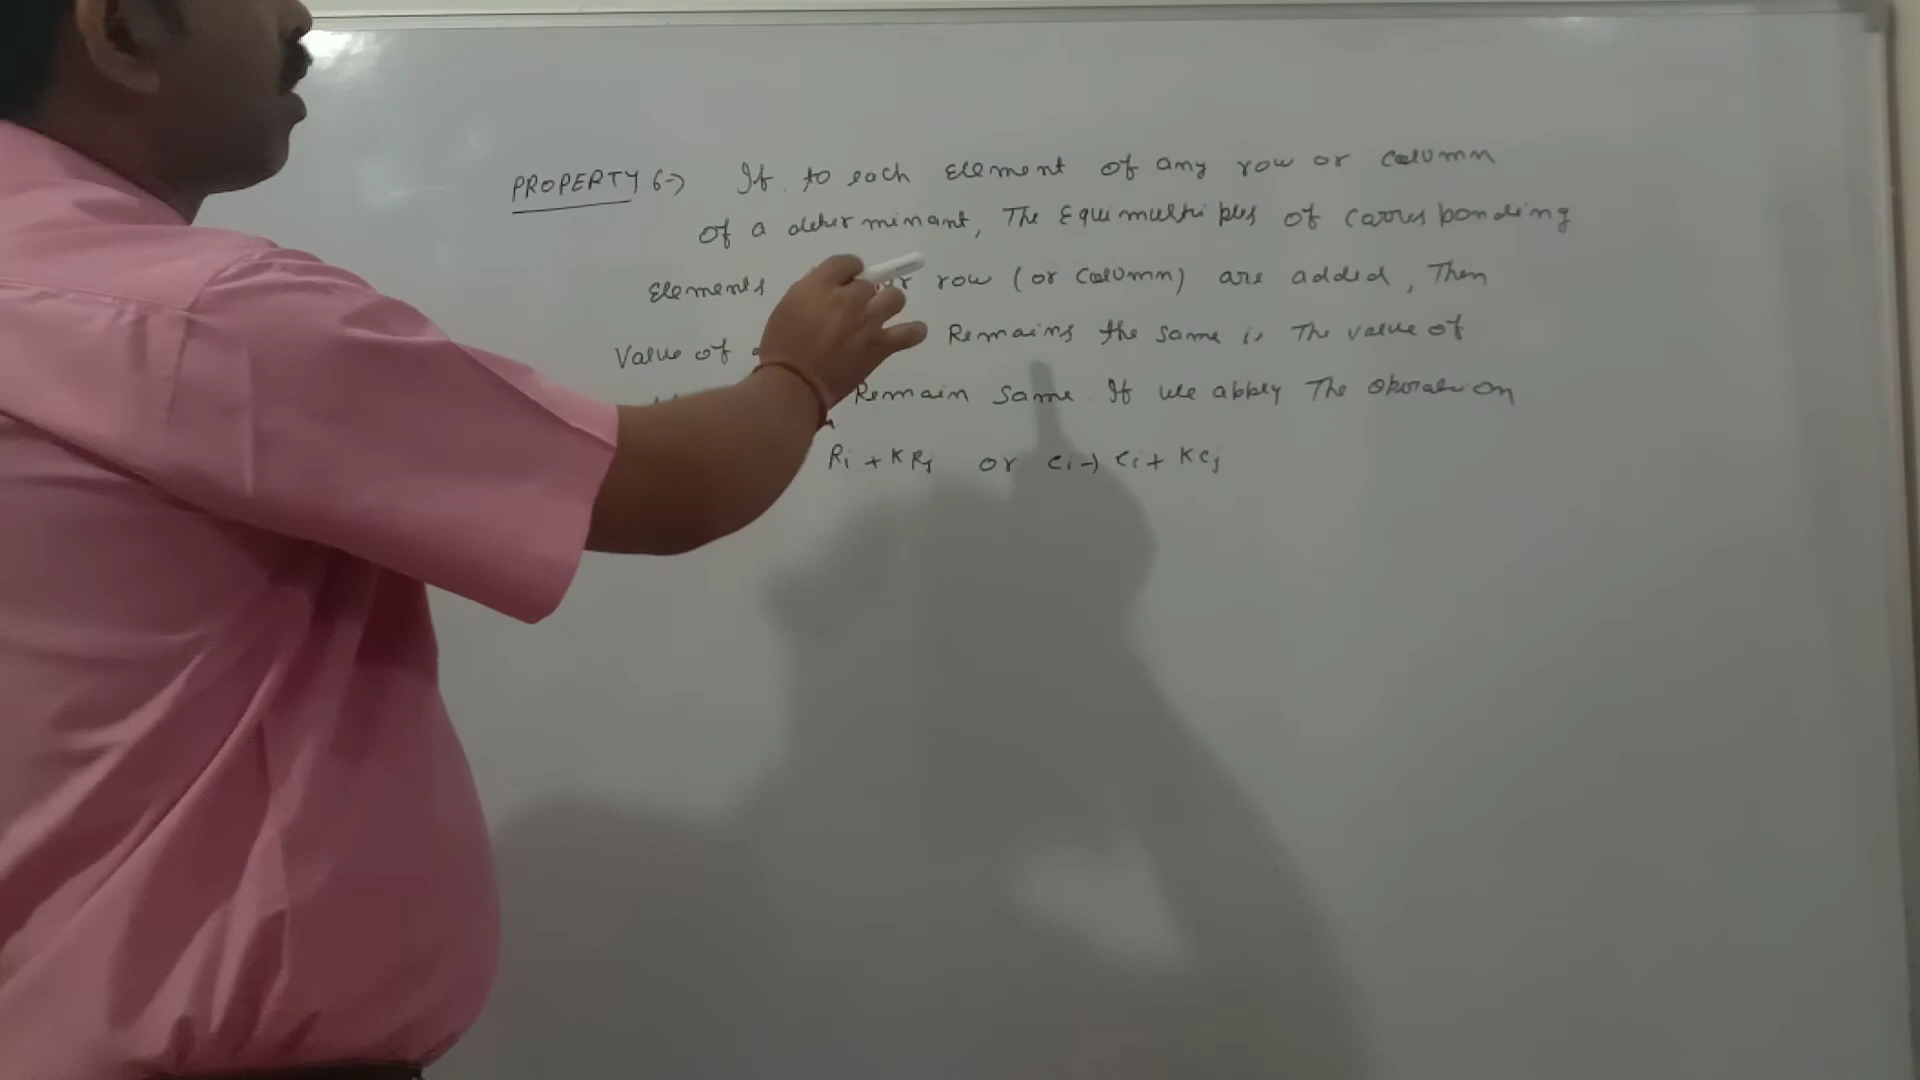 PROPERTY 6→ If to each element of any row or column
of a determinant, The Equimultiples of corresponding
elements row (or column) are added, Then
Value of Remains the same is The value of
Remain same If we apply The operation
Ri + KRj or Ci → Ci + KCj